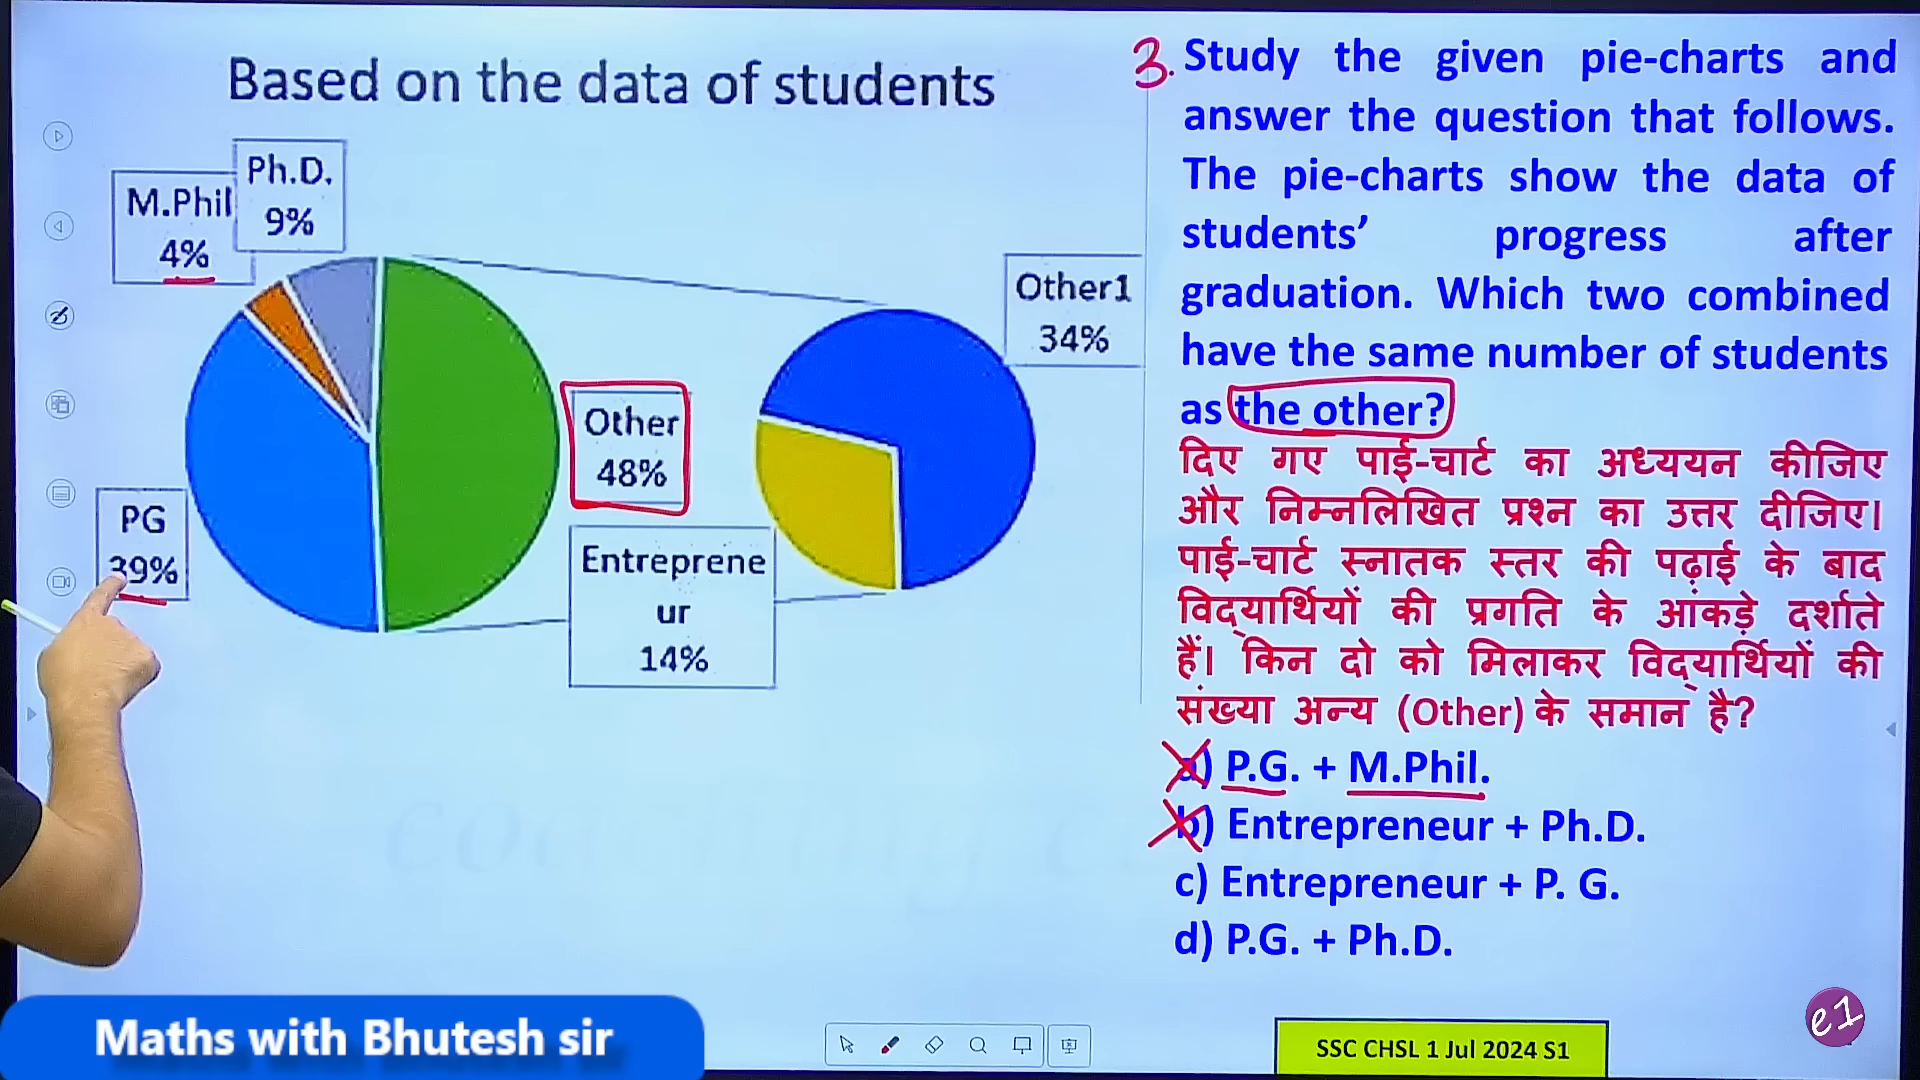 Based on the data of students
Ph.D.
9%
M.Phil
4%
PG
39%
Other
48%
Entreprene
ur
14%
Other1
34%
3. Study the given pie-charts and
answer the question that follows.
The pie-charts show the data of
students’ progress after
graduation. Which two combined
have the same number of students
as the other?
दिए गए पाई-चार्ट का अध्ययन कीजिए
और निम्नलिखित प्रश्न का उत्तर दीजिए।
पाई-चार्ट स्नातक स्तर की पढ़ाई के बाद
विद्यार्थियों की प्रगति के आंकड़े दर्शाते
हैं। किन दो को मिलाकर विद्यार्थियों की
संख्या अन्य (Other) के समान है?
a) P.G. + M.Phil.
b) Entrepreneur + Ph.D.
c) Entrepreneur + P. G.
d) P.G. + Ph.D.
Maths with Bhutesh sir
SSC CHSL 1 Jul 2024 S1
e1